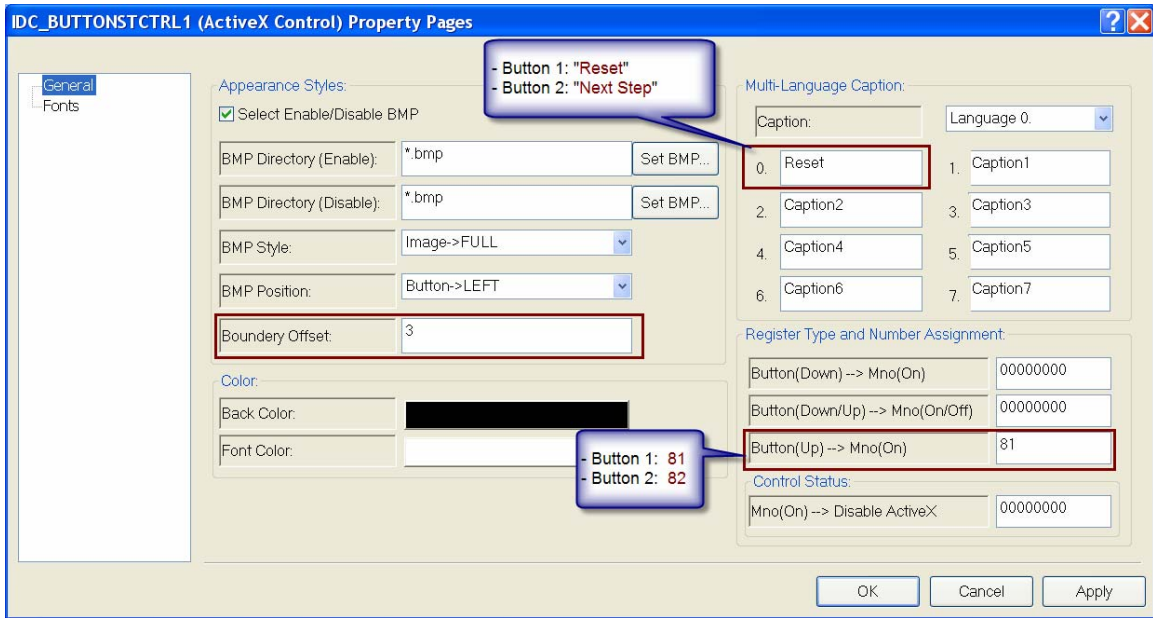 IDC_BUTTONSTCTRL1 (ActiveX Control) Property Pages
General
Fonts
- Button 1: "Reset"
- Button 2: "Next Step"
Appearance Styles:
Select Enable/Disable BMP
BMP Directory (Enable): *.bmp Set BMP...
BMP Directory (Disable): *.bmp Set BMP...
BMP Style: Image->FULL
BMP Position: Button->LEFT
Boundery Offset: 3
Color:
Back Color:
Font Color:
Multi-Language Caption:
Caption: Language 0.
0. Reset 1. Caption1
2. Caption2 3. Caption3
4. Caption4 5. Caption5
6. Caption6 7. Caption7
Register Type and Number Assignment:
Button(Down) --> Mno(On) 00000000
Button(Down/Up) --> Mno(On/Off) 00000000
Button(Up) --> Mno(On) 81
- Button 1: 81
- Button 2: 82
Control Status:
Mno(On) --> Disable ActiveX 00000000
OK Cancel Apply